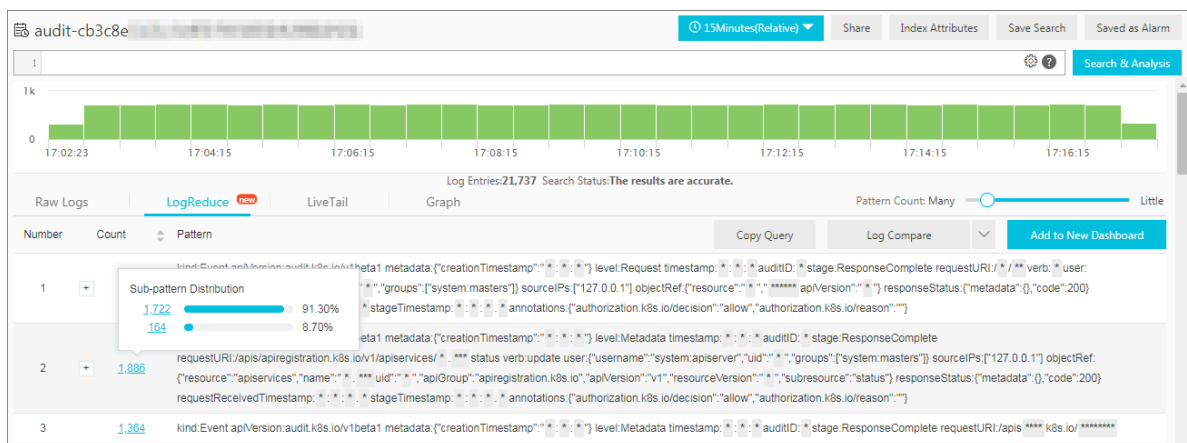 audit-cb3c8e
15Minutes(Relative)
Share
Index Attributes
Save Search
Saved as Alarm
1
?
Search & Analysis
1k
0
17:02:23
17:04:15
17:06:15
17:08:15
17:10:15
17:12:15
17:14:15
17:16:15
Log Entries:21,737 Search Status:The results are accurate.
Raw Logs
LogReduce new
LiveTail
Graph
Pattern Count: Many
Little
Number
Count
Pattern
Copy Query
Log Compare
Add to New Dashboard
kind:Event apiVersion:audit.k8s.io/v1beta1 metadata:{"creationTimestamp":" * : * : * "} level:Request timestamp: * : * : * auditID: * stage:ResponseComplete requestURI:/ * / ** verb: * user:
1
+
* ","groups":["system:masters"]} sourceIPs:["127.0.0.1"] objectRef:{"resource":" * "," ****** apiVersion":" * "} responseStatus:{"metadata":{},"code":200}
* stageTimestamp: * : * : * . * annotations:{"authorization.k8s.io/decision":"allow","authorization.k8s.io/reason":""}
Sub-pattern Distribution
1,722 91.30%
164 8.70%
eta1 metadata:{"creationTimestamp":" * : * : * "} level:Metadata timestamp: * : * : * auditID: * stage:ResponseComplete
requestURI:/apis/apiregistration.k8s.io/v1/apiservices/ * . *** status verb:update user:{"username":"system:apiserver","uid":" * ","groups":["system:masters"]} sourceIPs:["127.0.0.1"] objectRef:
2
+
1,886
{"resource":"apiservices","name":" * . *** uid":" * ","apiGroup":"apiregistration.k8s.io","apiVersion":"v1","resourceVersion":" * ","subresource":"status"} responseStatus:{"metadata":{},"code":200}
requestReceivedTimestamp: * : * : * . * stageTimestamp: * : * : * . * annotations:{"authorization.k8s.io/decision":"allow","authorization.k8s.io/reason":""}
3
1,364
kind:Event apiVersion:audit.k8s.io/v1beta1 metadata:{"creationTimestamp":" * : * : * "} level:Metadata timestamp: * : * : * auditID: * stage:ResponseComplete requestURI:/apis **** k8s.io/ ********